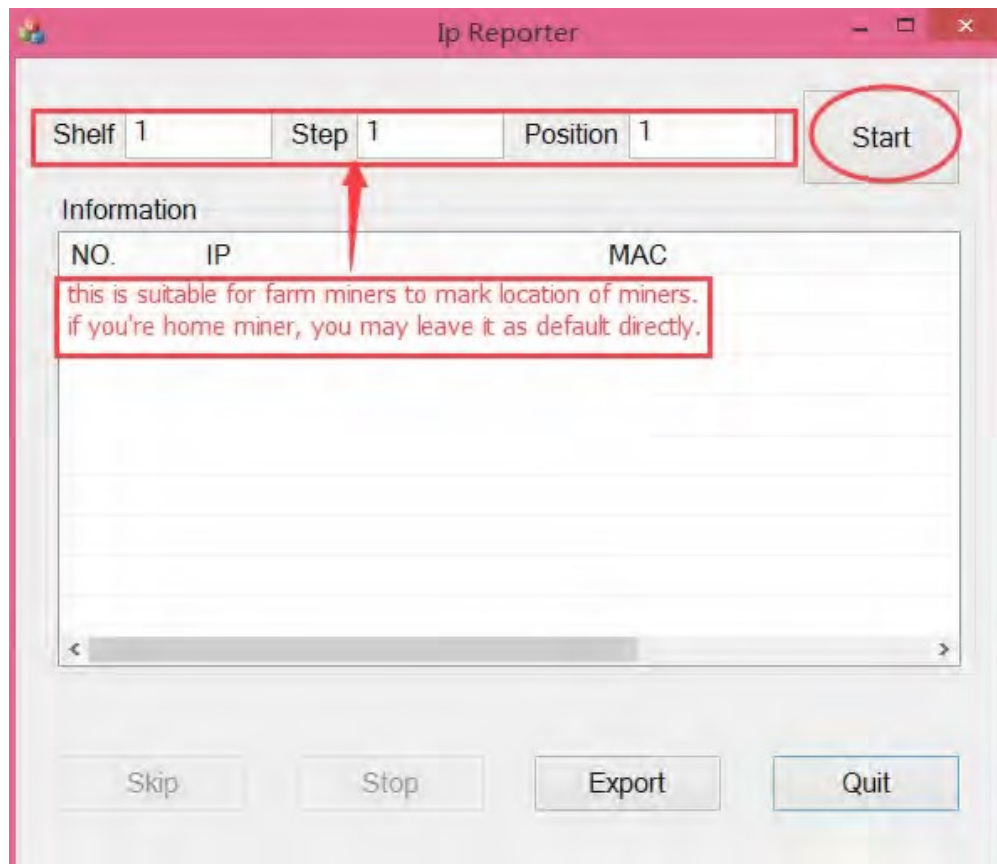 Ip Reporter
Shelf 1 Step 1 Position 1 Start
Information
NO. IP MAC
this is suitable for farm miners to mark location of miners.
if you're home miner, you may leave it as default directly.
Skip Stop Export Quit